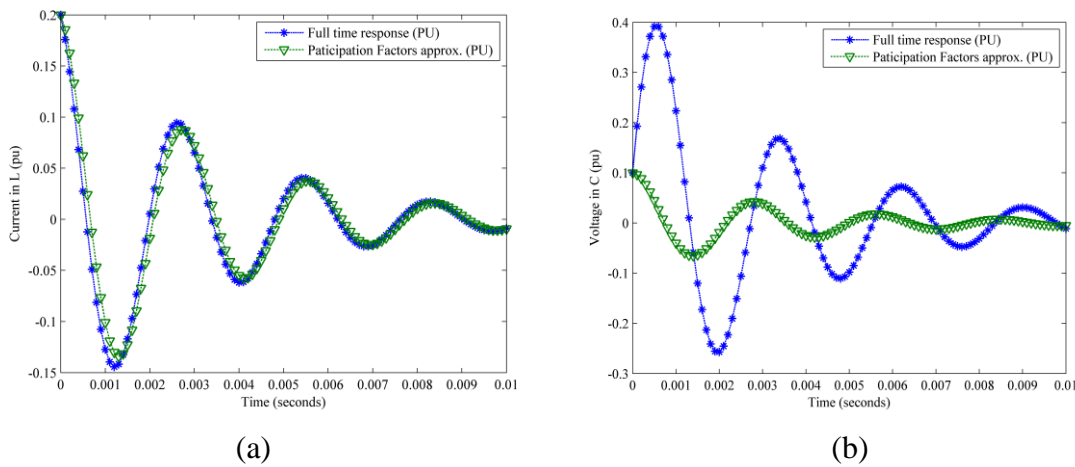 Full time response (PU)
Paticipation Factors approx. (PU)
Current in L (pu)
0.2
0.15
0.1
0.05
0
-0.05
-0.1
-0.15
0 0.001 0.002 0.003 0.004 0.005 0.006 0.007 0.008 0.009 0.01
Time (seconds)
(a)
Full time response (PU)
Paticipation Factors approx. (PU)
Voltage in C (pu)
0.4
0.3
0.2
0.1
0
-0.1
-0.2
-0.3
0 0.001 0.002 0.003 0.004 0.005 0.006 0.007 0.008 0.009 0.01
Time (seconds)
(b)